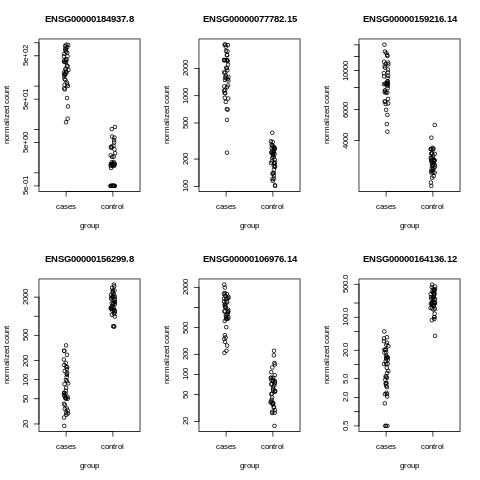 ENSG00000184937.8 ENSG00000077782.15 ENSG00000159216.14
normalized count
5e-01 5e+00 5e+01 5e+02
cases control
group
normalized count
100 200 500 2000
cases control
group
normalized count
4000 6000 10000
cases control
group
ENSG00000156299.8 ENSG00000106976.14 ENSG00000164136.12
normalized count
20 50 100 200 500 2000
cases control
group
normalized count
20 50 100 200 500 2000
cases control
group
normalized count
0.5 2.0 5.0 20.0 100.0 500.0
cases control
group